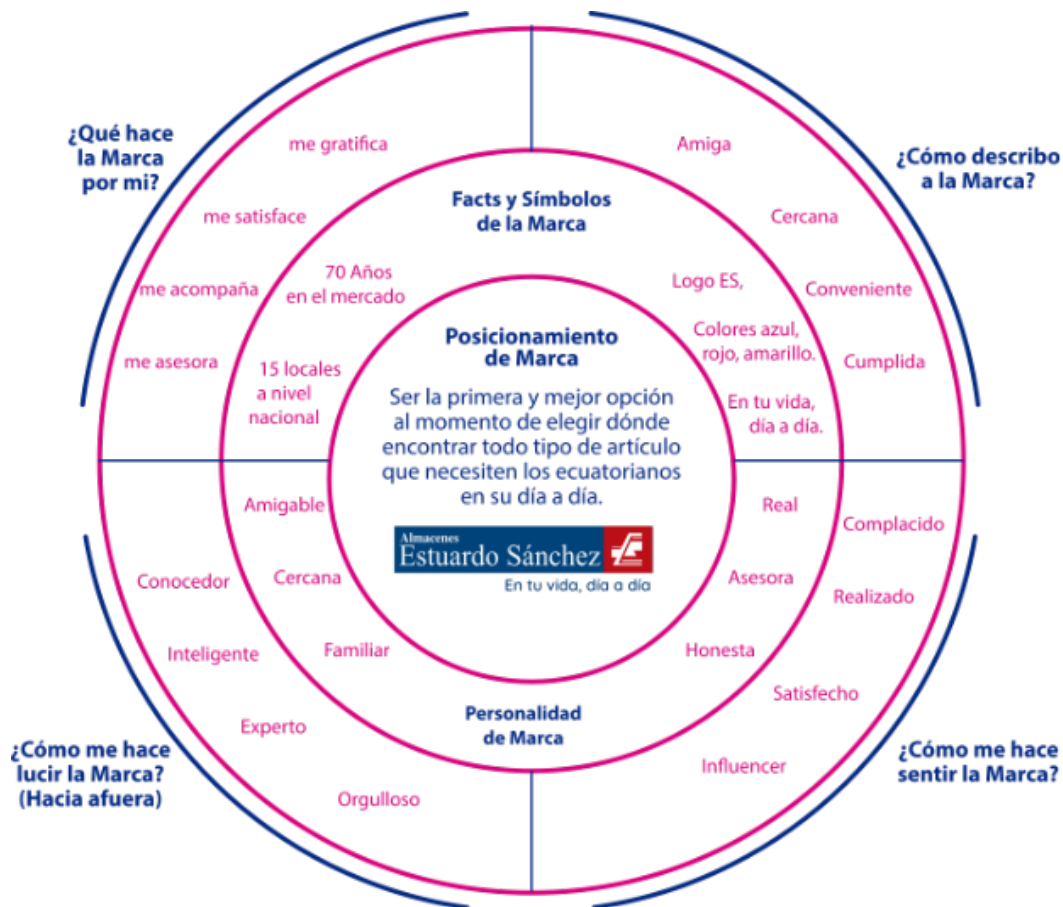 ¿Qué hace
la Marca
por mi?
me gratifica
me satisface
me acompaña
me asesora
¿Cómo describo
a la Marca?
Amiga
Cercana
Conveniente
Cumplida
Facts y Símbolos
de la Marca
70 Años
en el mercado
15 locales
a nivel
nacional
Logo ES,
Colores azul,
rojo, amarillo.
En tu vida,
día a día.
Posicionamiento
de Marca
Ser la primera y mejor opción
al momento de elegir dónde
encontrar todo tipo de artículo
que necesiten los ecuatorianos
en su día a día.
Almacenes
Estuardo Sánchez
En tu vida, día a día
Amigable
Cercana
Familiar
Real
Asesora
Honesta
Personalidad
de Marca
¿Cómo me hace
lucir la Marca?
(Hacia afuera)
Conocedor
Inteligente
Experto
Orgulloso
¿Cómo me hace
sentir la Marca?
Complacido
Realizado
Satisfecho
Influencer